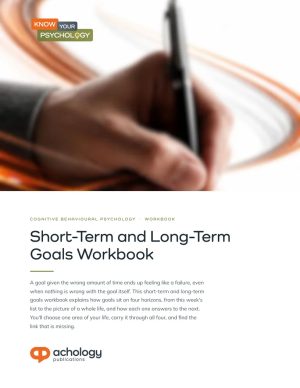 KNOW YOUR
PSYCHOLOGY
COGNITIVE BEHAVIOURAL PSYCHOLOGY · WORKBOOK
Short-Term and Long-Term
Goals Workbook
A goal given the wrong amount of time ends up feeling like a failure, even
when nothing is wrong with the goal itself. This short-term and long-term
goals workbook explains how goals sit on four horizons, from this week's
list to the picture of a whole life, and how each one answers to the next.
You'll choose one area of your life, carry it through all four, and find the
link that is missing.
achology
publications